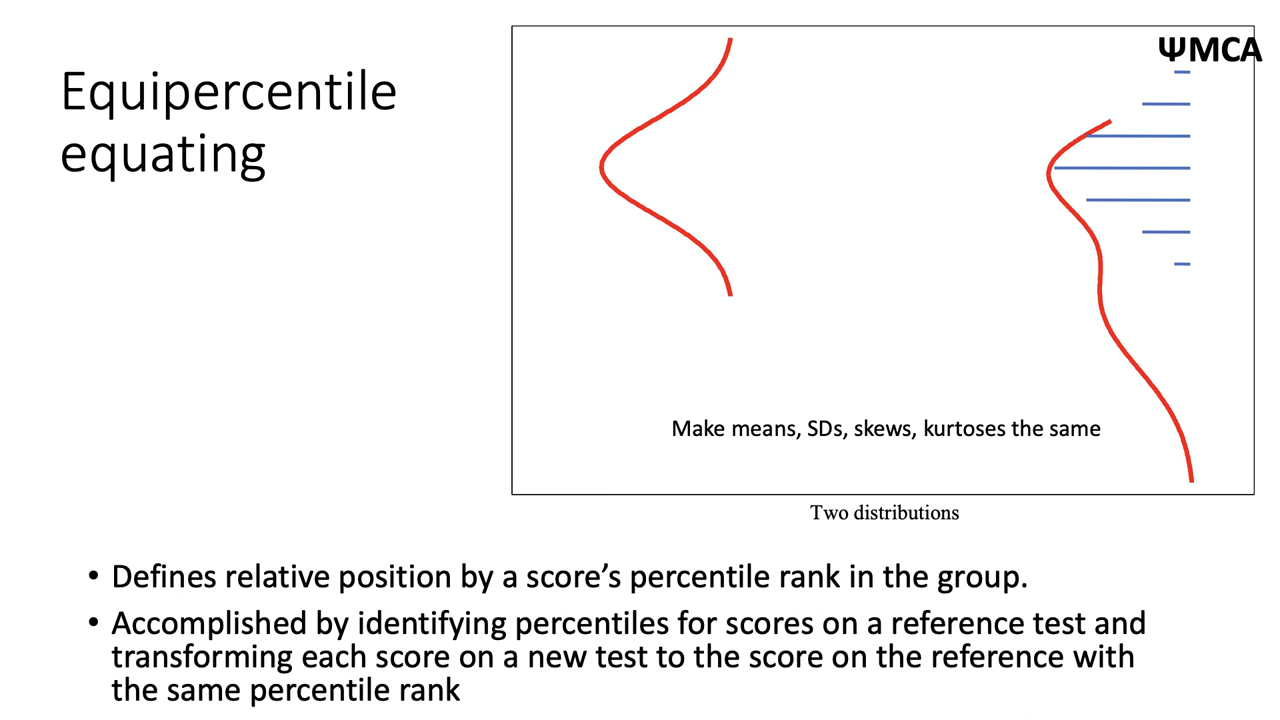 ΨMCA
Equipercentile
equating
Make means, SDs, skews, kurtoses the same
Two distributions
• Defines relative position by a score’s percentile rank in the group.
• Accomplished by identifying percentiles for scores on a reference test and
transforming each score on a new test to the score on the reference with
the same percentile rank